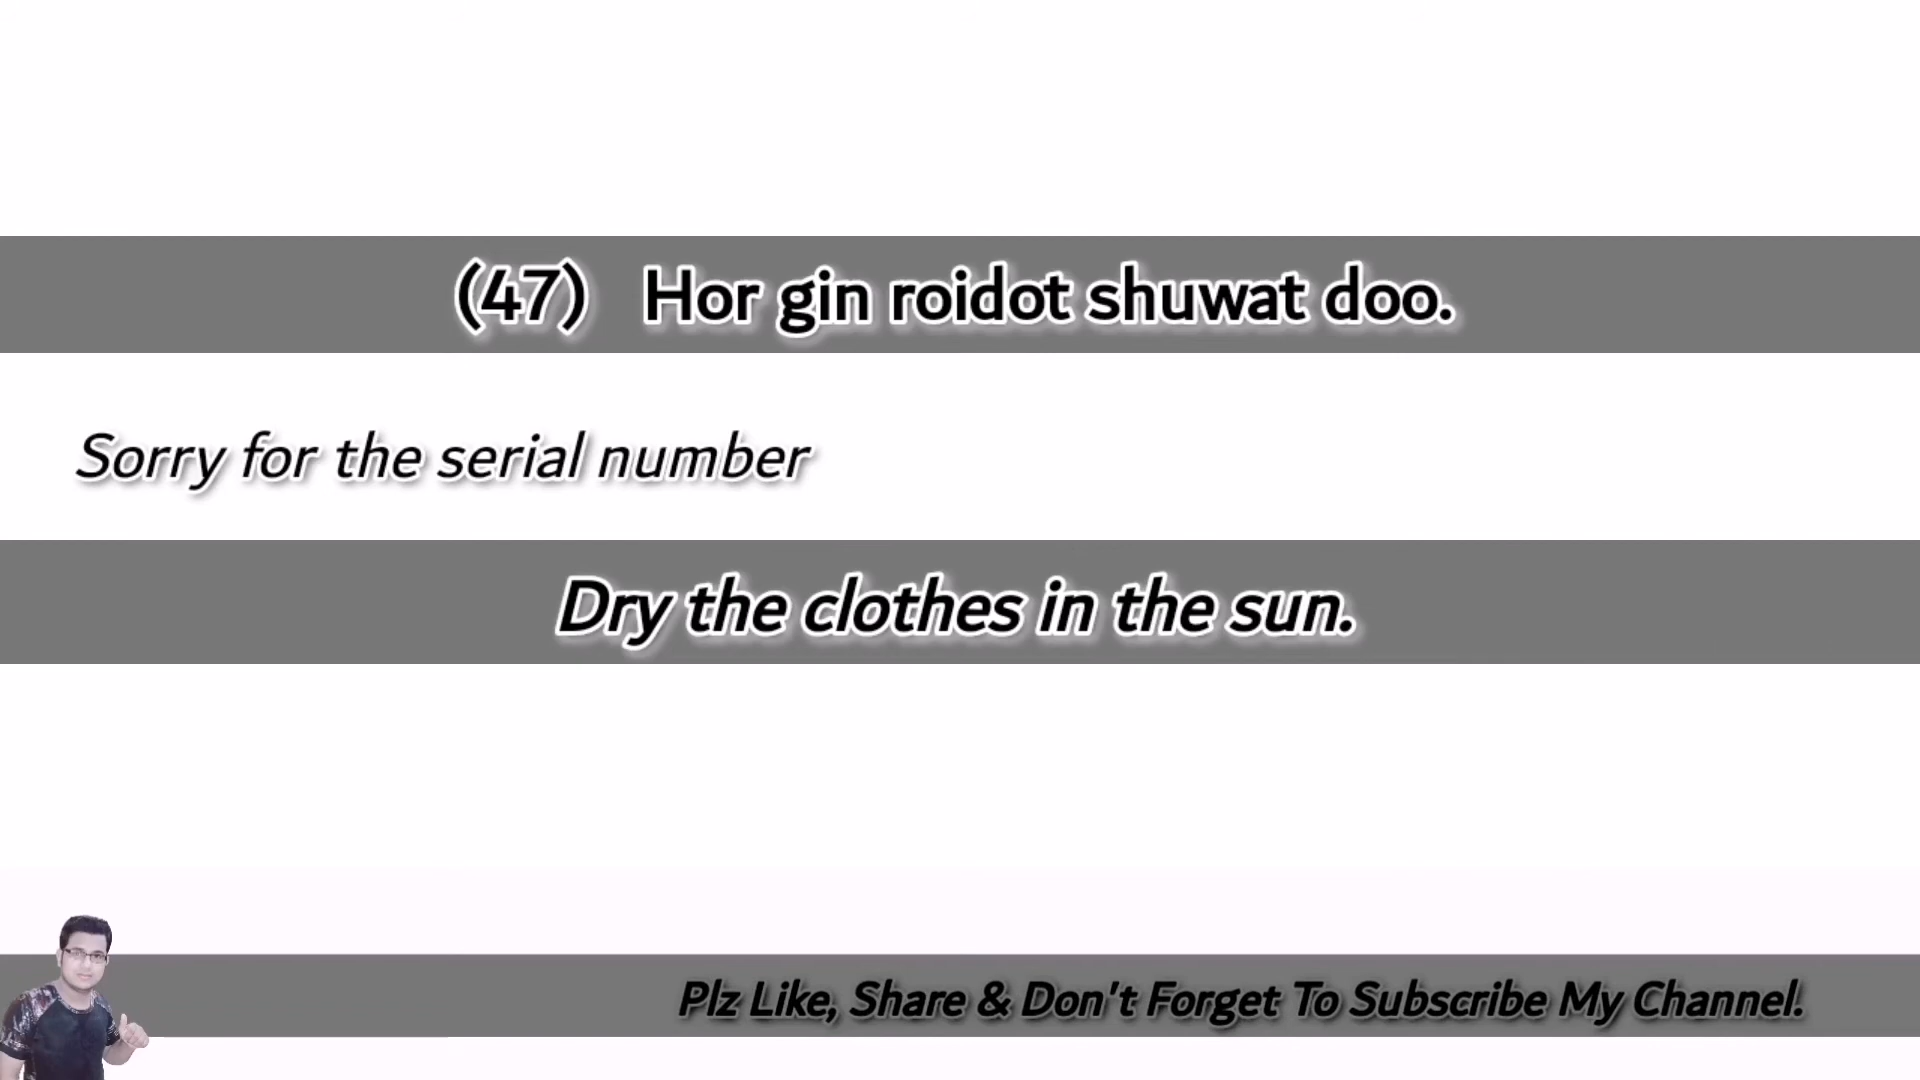 (47) Hor gin roidot shuwat doo.
Sorry for the serial number
Dry the clothes in the sun.
Plz Like, Share & Don't Forget To Subscribe My Channel.